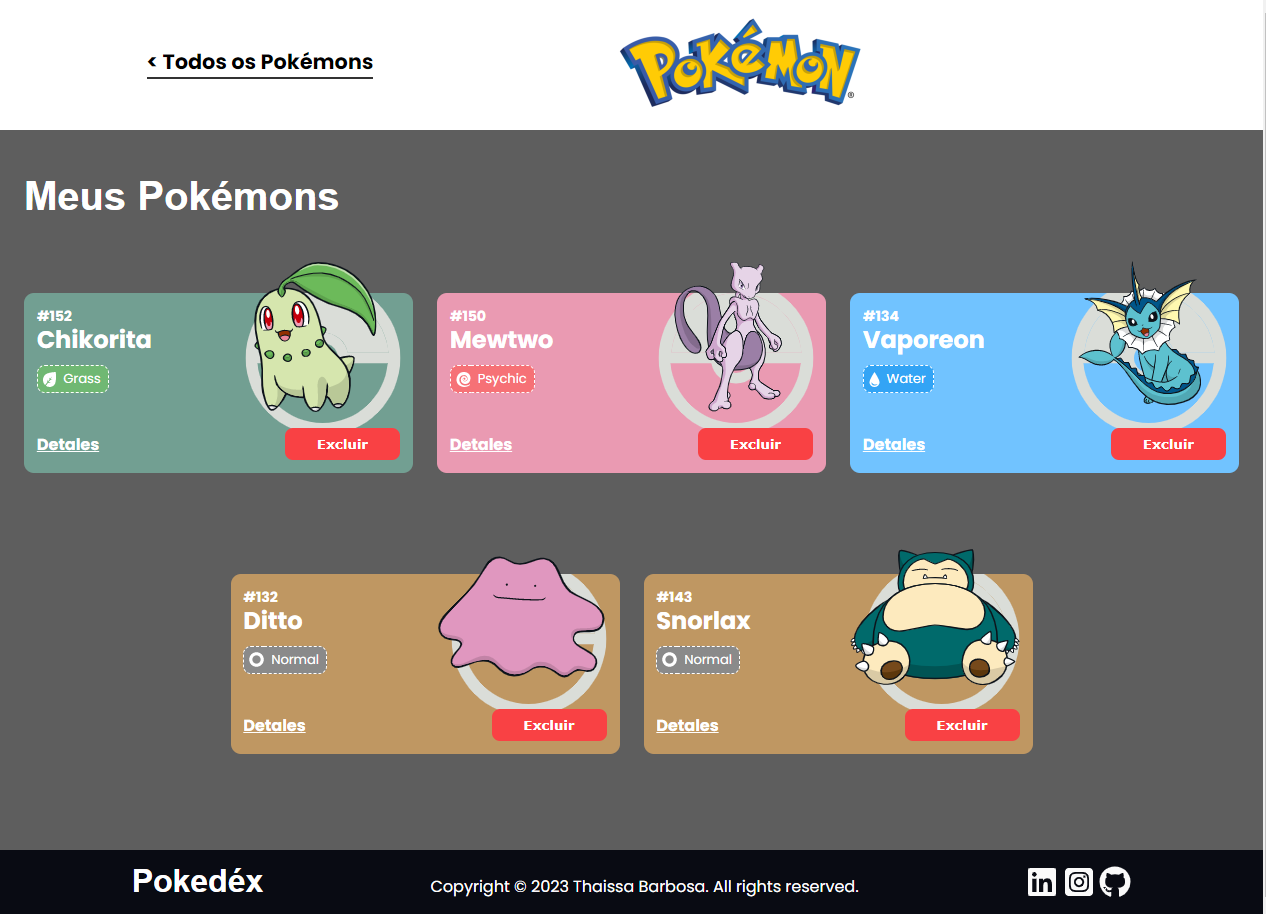 < Todos os Pokémons
POKéMON
®
Meus Pokémons
#152
Chikorita
Grass
Detales
Excluir
#150
Mewtwo
Psychic
Detales
Excluir
#134
Vaporeon
Water
Detales
Excluir
#132
Ditto
Normal
Detales
Excluir
#143
Snorlax
Normal
Detales
Excluir
Pokedéx
Copyright © 2023 Thaissa Barbosa. All rights reserved.
in